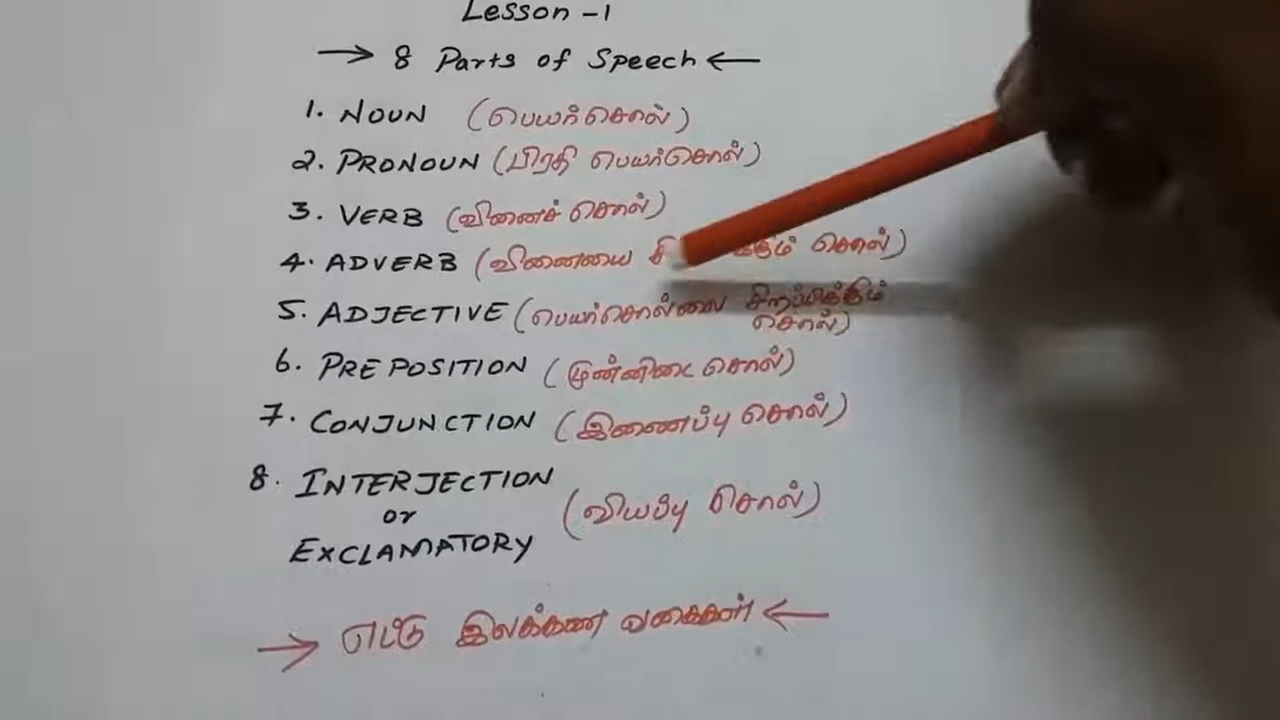 Lesson -1
→ 8 Parts of Speech ←
1. NOUN (பெயர்சொல்)
2. PRONOUN (பிரதி பெயர்சொல்)
3. VERB (வினைச் சொல்)
4. ADVERB (வினையை சொல்)
5. ADJECTIVE (பெயர்சொல்லை சிறப்பிக்கும்
சொல்)
6. PREPOSITION (முன்னிடை சொல்)
7. CONJUNCTION (இணைப்பு சொல்)
8. INTERJECTION
or
EXCLAMATORY (வியப்பு சொல்)
→ எட்டு இலக்கண வகைகள் ←